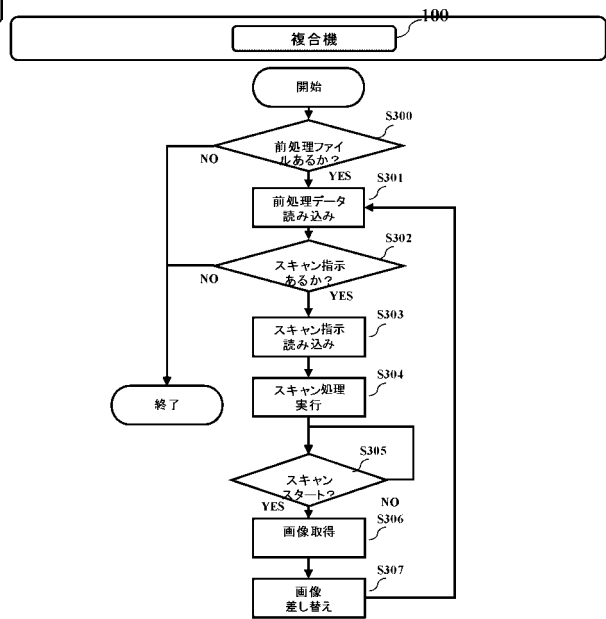 100
複合機
開始
S300
前処理ファイ
ルあるか?
NO
YES
S301
前処理データ
読み込み
S302
スキャン指示
あるか?
NO
YES
S303
スキャン指示
読み込み
S304
スキャン処理
実行
終了
S305
スキャン
スタート?
YES
NO
S306
画像取得
S307
画像
差し替え